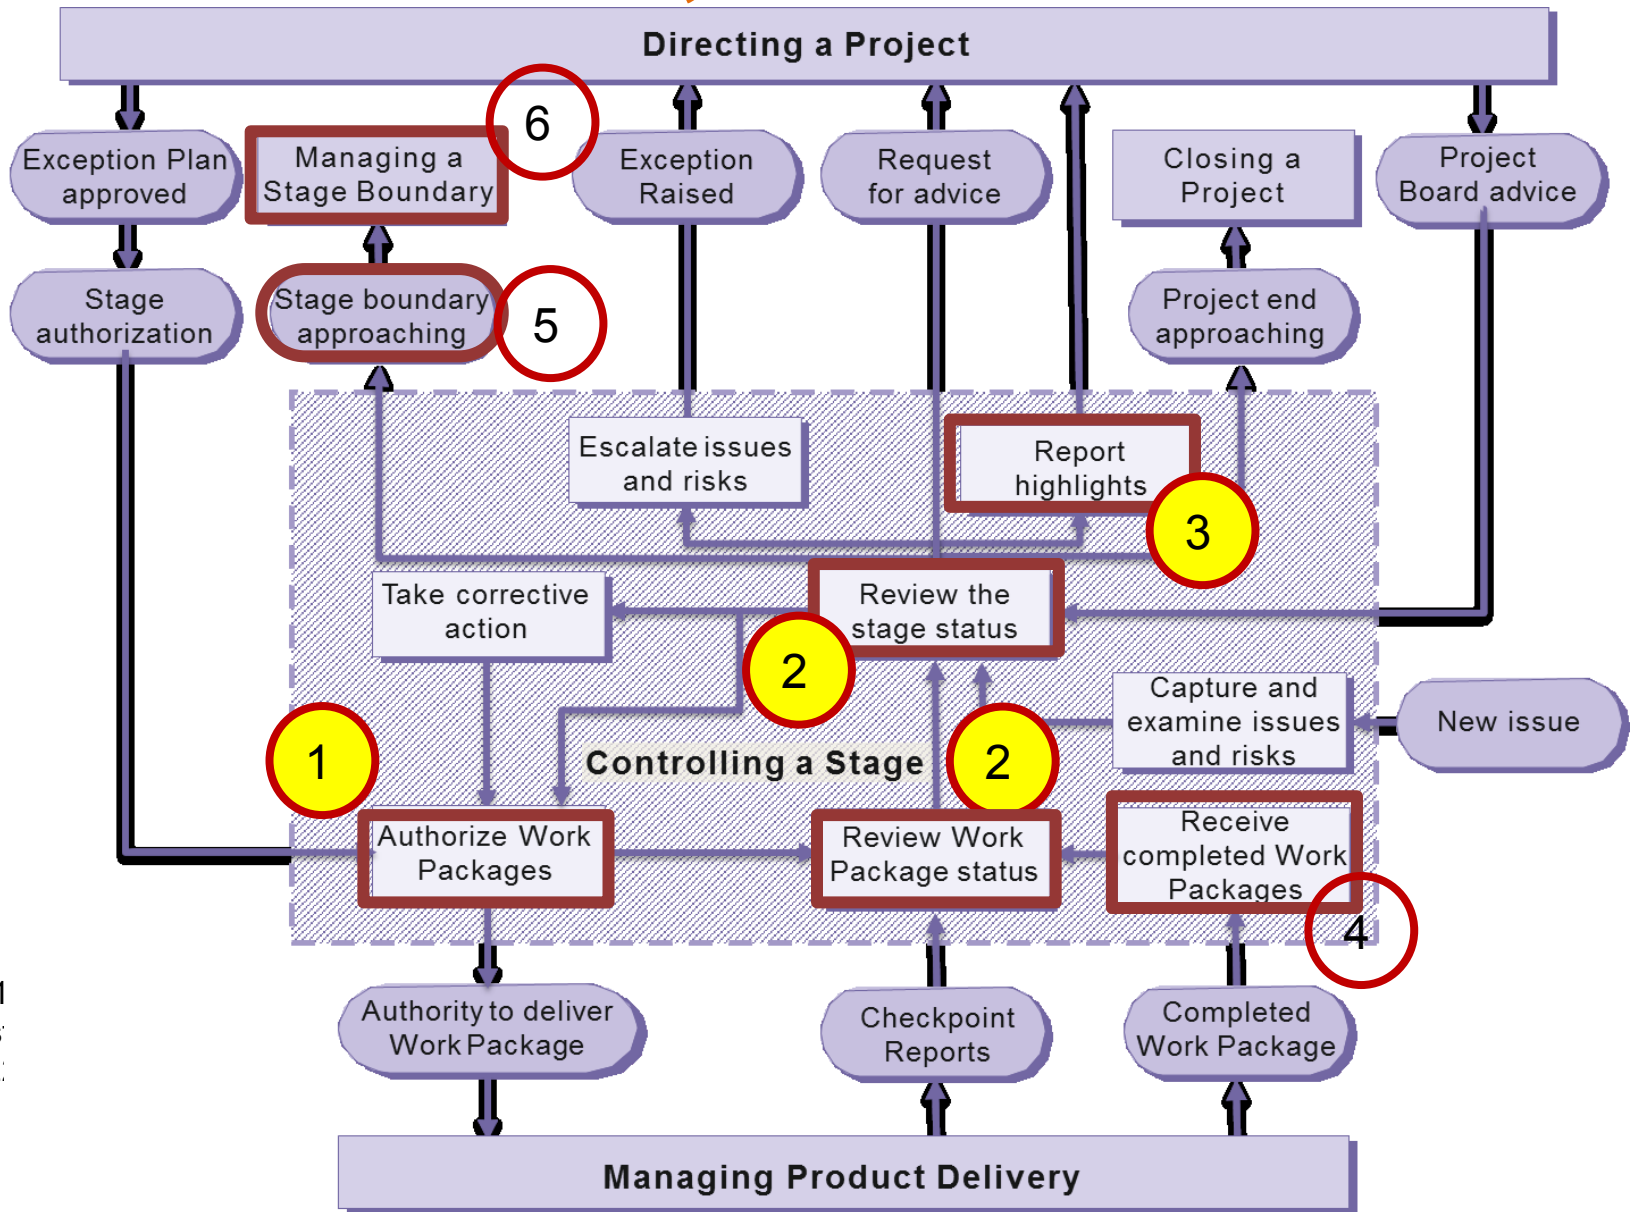 Directing a Project
6
Exception Plan
approved
Managing a
Stage Boundary
Exception
Raised
Request
for advice
Closing a
Project
Project
Board advice
Stage
authorization
Stage boundary
approaching
5
Project end
approaching
Escalate issues
and risks
Report
highlights
3
Take corrective
action
Review the
stage status
2
Capture and
examine issues
and risks
New issue
1
Controlling a Stage
2
Authorize Work
Packages
Review Work
Package status
Receive
completed Work
Packages
4
Authority to deliver
Work Package
Checkpoint
Reports
Completed
Work Package
Managing Product Delivery